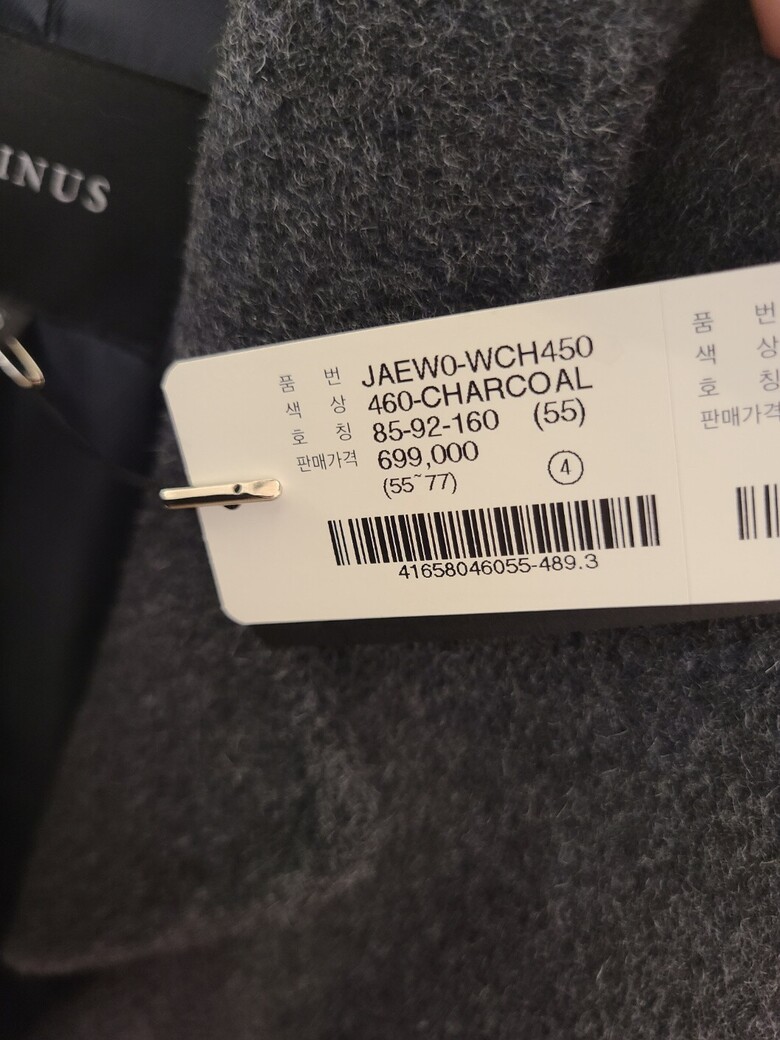 INUS
품 번 JAEW0-WCH450
색 상 460-CHARCOAL
호 칭 85-92-160 (55)
판매가격 699,000
(55~77) 4
41658046055-489.3
품 번
색 상
호 칭
판매가격